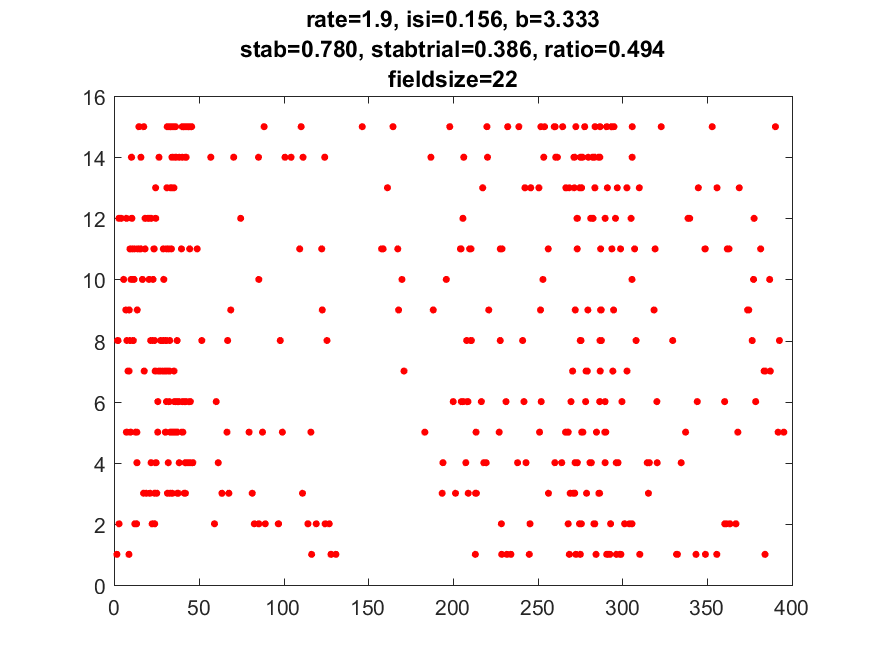 rate=1.9, isi=0.156, b=3.333
stab=0.780, stabtrial=0.386, ratio=0.494
fieldsize=22
16
14
12
10
8
6
4
2
0
0 50 100 150 200 250 300 350 400